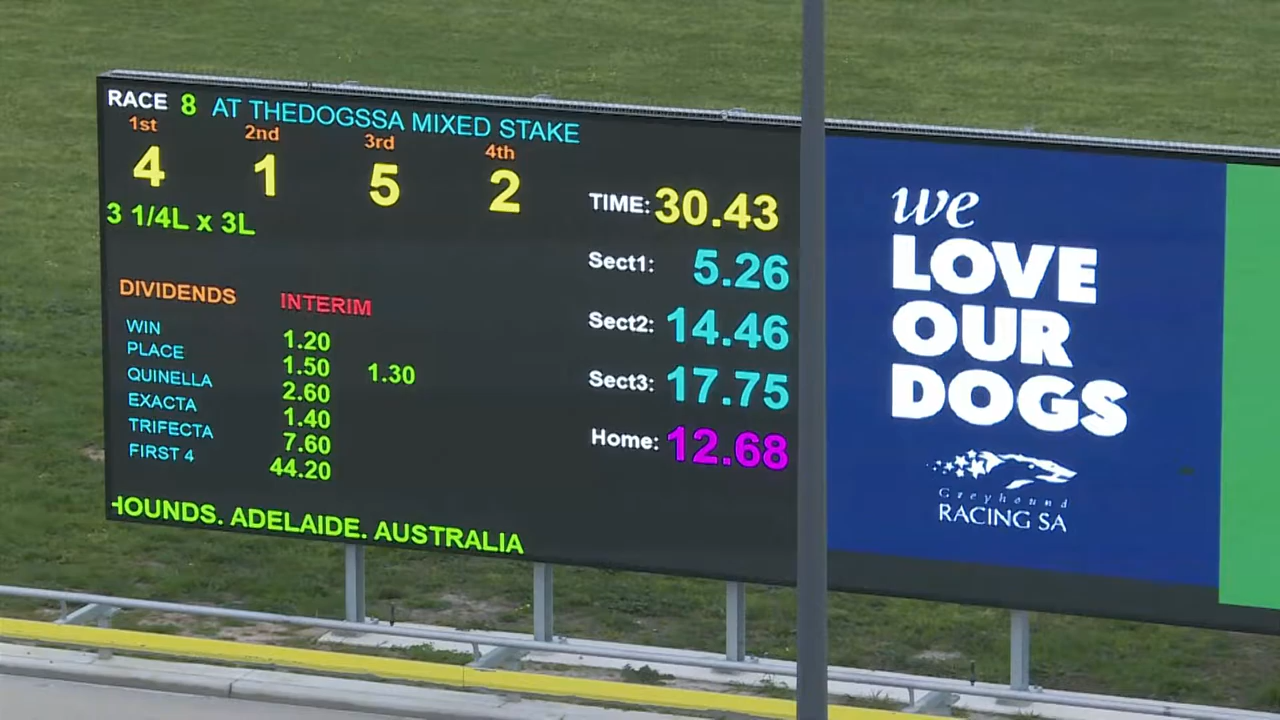 RACE 8 AT THEDOGSSA MIXED STAKE
1st 2nd 3rd 4th
4 1 5 2
3 1/4L x 3L
TIME: 30.43
Sect1: 5.26
Sect2: 14.46
Sect3: 17.75
Home: 12.68
DIVIDENDS INTERIM
WIN 1.20
PLACE 1.50 1.30
QUINELLA 2.60
EXACTA 1.40
TRIFECTA 7.60
FIRST 4 44.20
HOUNDS. ADELAIDE. AUSTRALIA
we
LOVE
OUR
DOGS
Greyhound
RACING SA